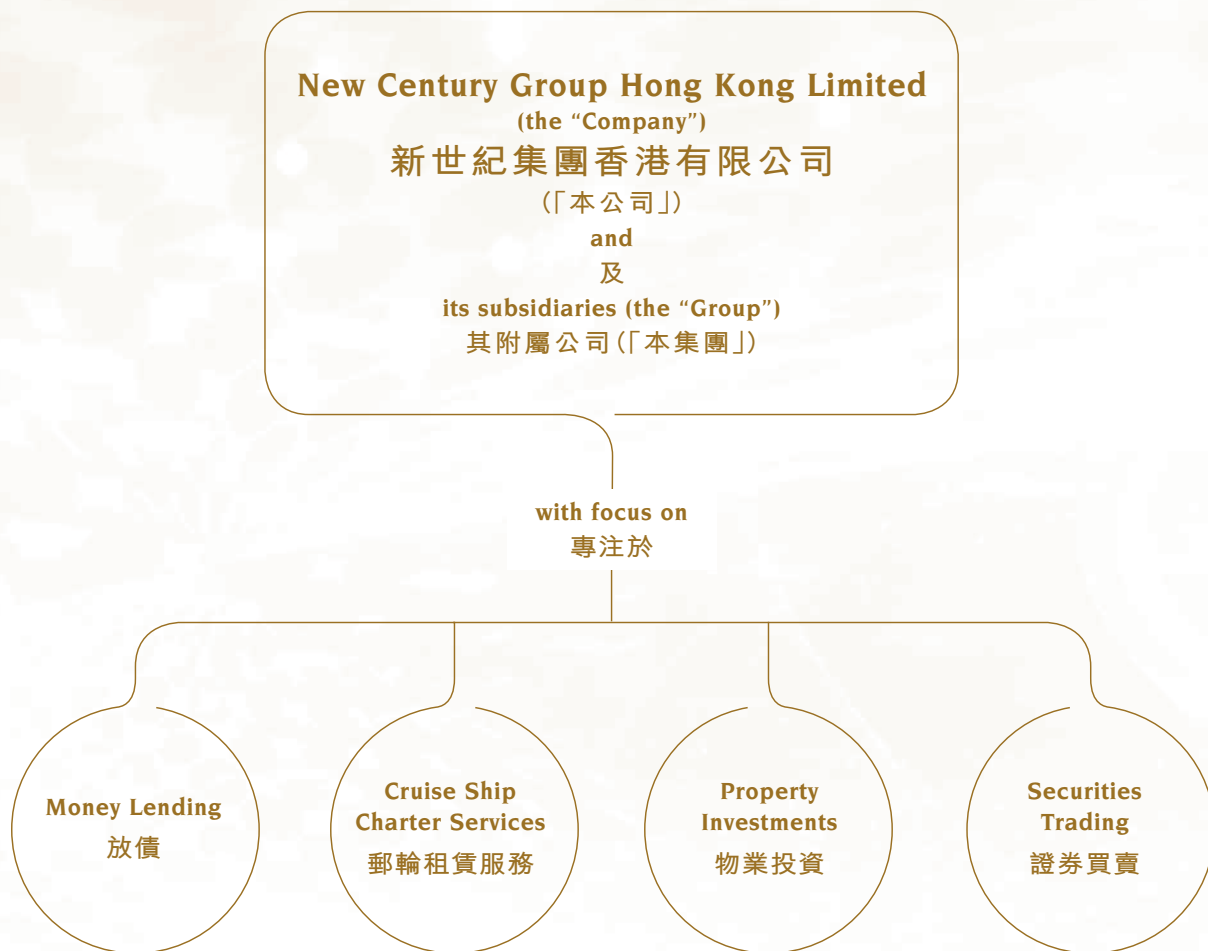 New Century Group Hong Kong Limited
(the “Company”)
新世紀集團香港有限公司
(「本公司」)
and
及
its subsidiaries (the “Group”)
其附屬公司(「本集團」)
with focus on
專注於
Money Lending
放債
Cruise Ship
Charter Services
郵輪租賃服務
Property
Investments
物業投資
Securities
Trading
證券買賣